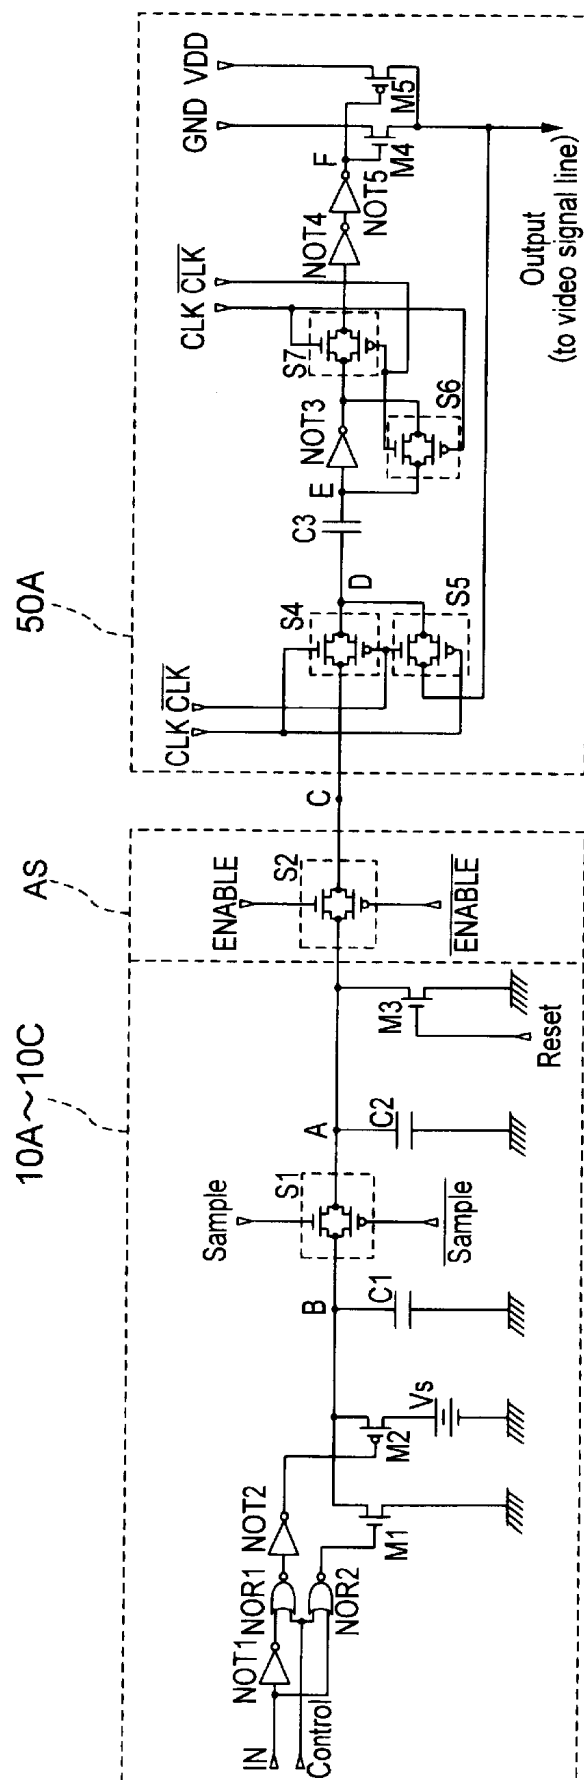 10A～10C
AS
50A
IN
Control
NOT1
NOR1
NOT2
NOR2
M1
M2
Vs
B
C1
Sample
S1
Sample
A
C2
M3
Reset
ENABLE
S2
ENABLE
C
CLK
CLK
S4
S5
D
C3
E
NOT3
S7
S6
CLK
CLK
NOT4
NOT5
F
M4
M5
GND
VDD
Output
(to video signal line)